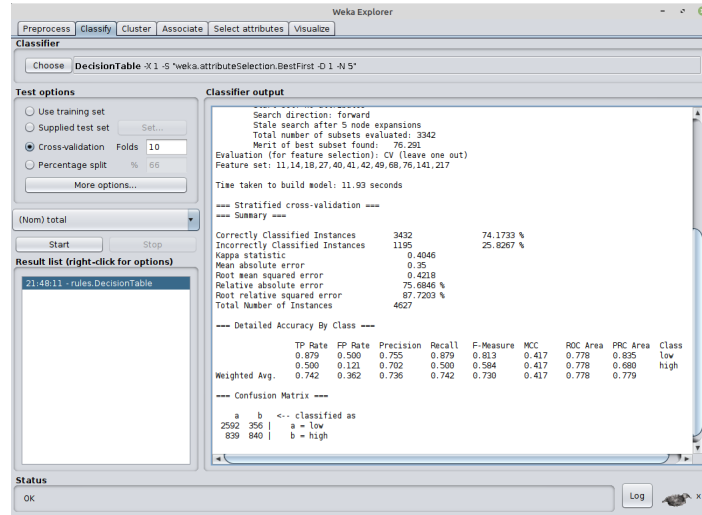 Weka Explorer
Preprocess Classify Cluster Associate Select attributes Visualize
Classifier
Choose DecisionTable -X 1 -S "weka.attributeSelection.BestFirst -D 1 -N 5"
Test options
Use training set
Supplied test set Set...
Cross-validation Folds 10
Percentage split % 66
More options...
(Nom) total
Start Stop
Result list (right-click for options)
21:48:11 - rules.DecisionTable
Classifier output
Search direction: forward
Stale search after 5 node expansions
Total number of subsets evaluated: 3342
Merit of best subset found: 76.291
Evaluation (for feature selection): CV (leave one out)
Feature set: 11,14,18,27,40,41,42,49,68,76,141,217
Time taken to build model: 11.93 seconds
=== Stratified cross-validation ===
=== Summary ===
Correctly Classified Instances 3432 74.1733 %
Incorrectly Classified Instances 1195 25.8267 %
Kappa statistic 0.4046
Mean absolute error 0.35
Root mean squared error 0.4218
Relative absolute error 75.6846 %
Root relative squared error 87.7203 %
Total Number of Instances 4627
=== Detailed Accuracy By Class ===
TP Rate FP Rate Precision Recall F-Measure MCC ROC Area PRC Area Class
0.879 0.500 0.755 0.879 0.813 0.417 0.778 0.835 low
0.500 0.121 0.702 0.500 0.584 0.417 0.778 0.680 high
Weighted Avg. 0.742 0.362 0.736 0.742 0.730 0.417 0.778 0.779
=== Confusion Matrix ===
a b <-- classified as
2592 356 | a = low
839 840 | b = high
Status
OK
Log
x